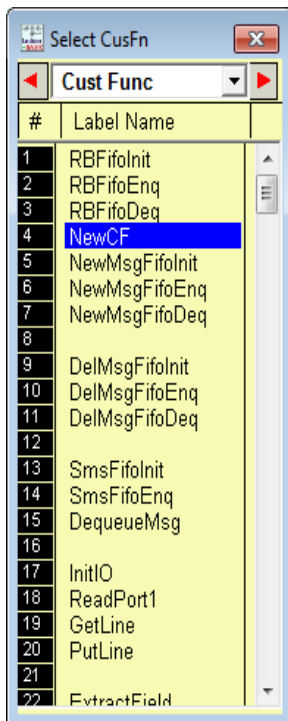 Select CusFn
Cust Func
# Label Name
1 RBFifoInit
2 RBFifoEnq
3 RBFifoDeq
4 NewCF
5 NewMsgFifoInit
6 NewMsgFifoEnq
7 NewMsgFifoDeq
8
9 DelMsgFifoInit
10 DelMsgFifoEnq
11 DelMsgFifoDeq
12
13 SmsFifoInit
14 SmsFifoEnq
15 DequeueMsg
16
17 InitIO
18 ReadPort1
19 GetLine
20 PutLine
21
22 ExtractField